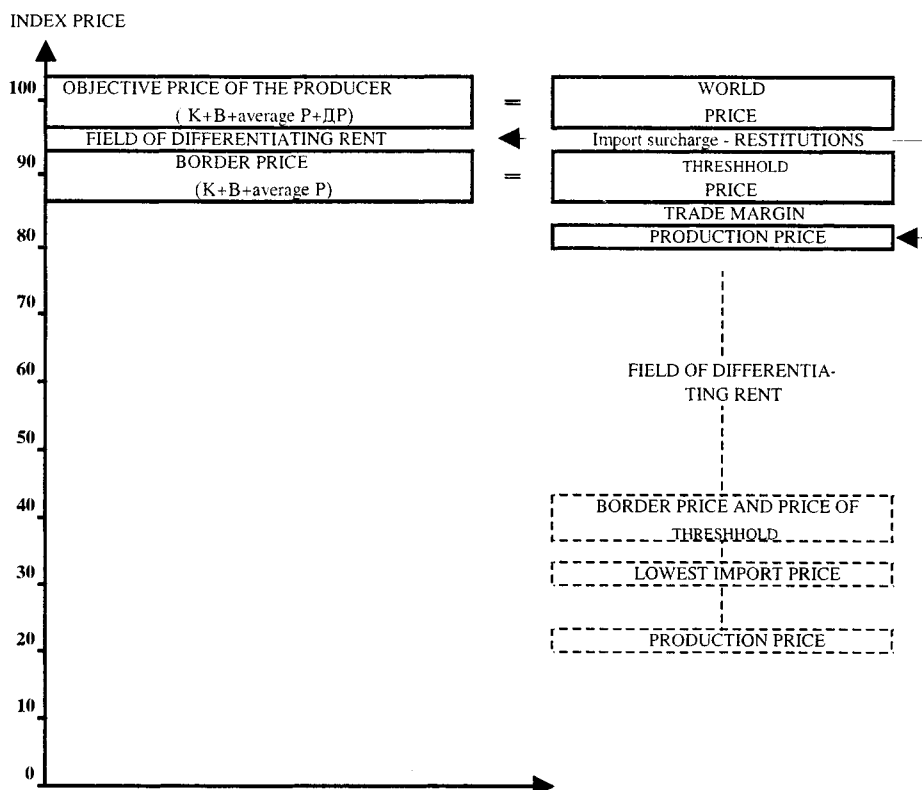 INDEX PRICE
100
OBJECTIVE PRICE OF THE PRODUCER
( K+B+average P+ДP)
=
WORLD
PRICE
FIELD OF DIFFERENTIATING RENT
Import surcharge - RESTITUTIONS
90
BORDER PRICE
(K+B+average P)
=
THRESHHOLD
PRICE
TRADE MARGIN
80
PRODUCTION PRICE
70
60
FIELD OF DIFFERENTIA-
TING RENT
50
40
BORDER PRICE AND PRICE OF
THRESHHOLD
30
LOWEST IMPORT PRICE
20
PRODUCTION PRICE
10
0